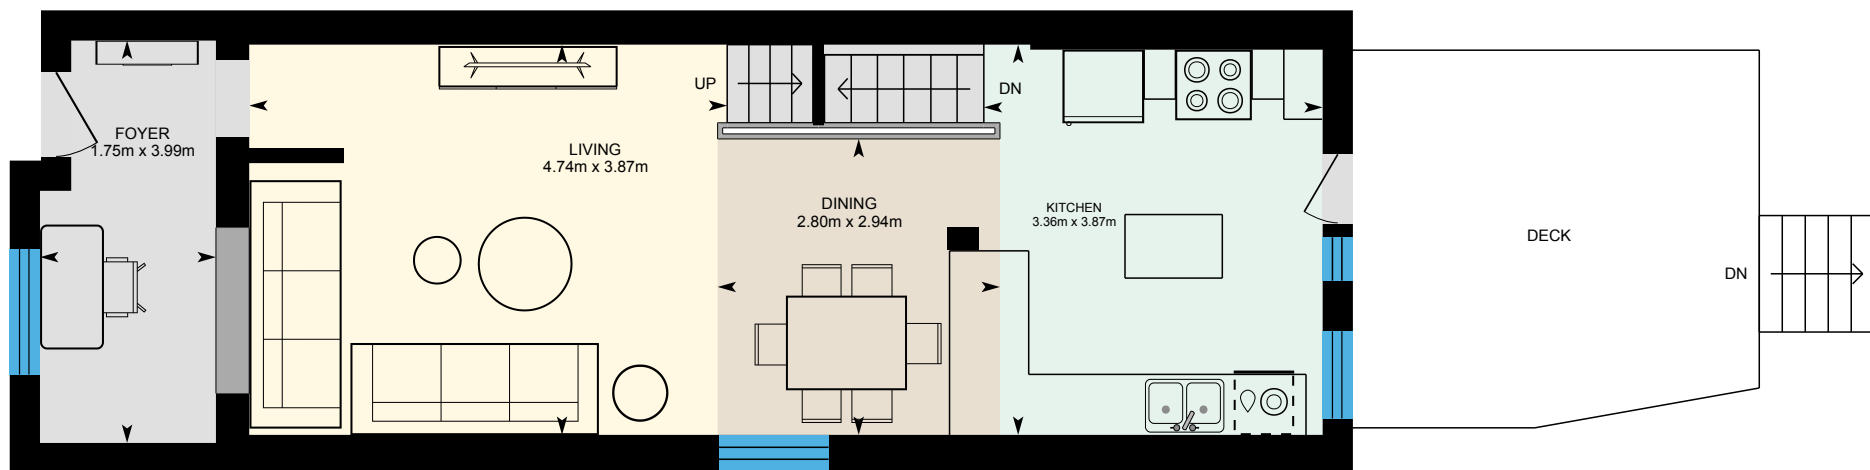 FOYER
1.75m x 3.99m
LIVING
4.74m x 3.87m
UP
DN
DINING
2.80m x 2.94m
KITCHEN
3.36m x 3.87m
DECK
DN